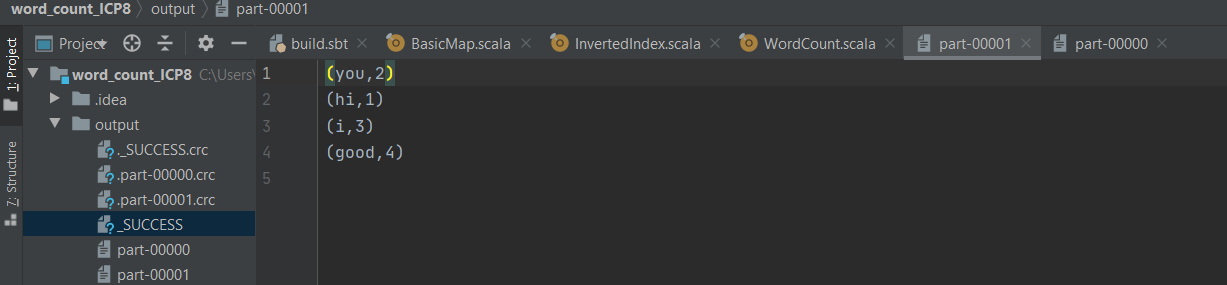 word_count_ICP8 〉 output 〉 part-00001
1: Project
Project
build.sbt
BasicMap.scala
InvertedIndex.scala
WordCount.scala
part-00001
part-00000
word_count_ICP8 C:\Users\
.idea
output
._SUCCESS.crc
.part-00000.crc
.part-00001.crc
_SUCCESS
part-00000
part-00001
7: Structure
1 (you,2)
2 (hi,1)
3 (i,3)
4 (good,4)
5